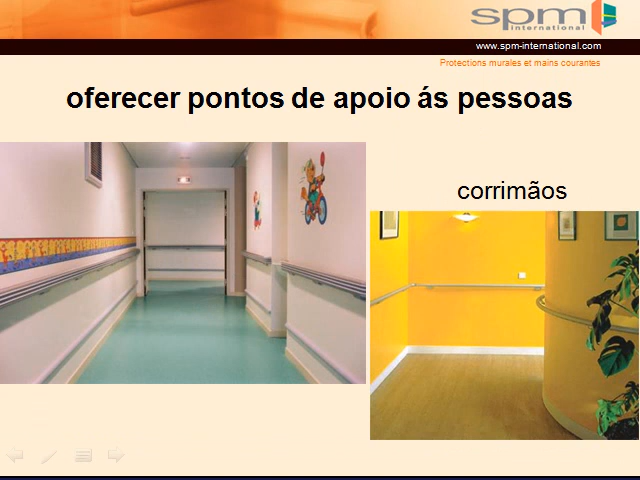 spm
international
www.spm-international.com
Protections murales et mains courantes
oferecer pontos de apoio ás pessoas
corrimãos